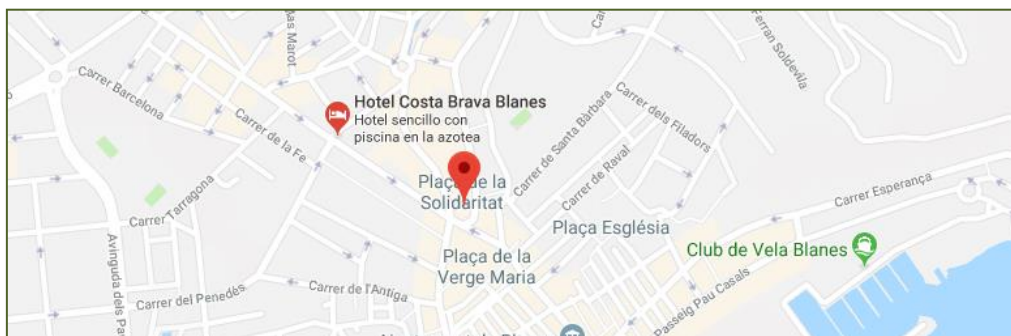 as Marot
Ferran Soldevila
Carrer Barcelona
Hotel Costa Brava Blanes
Hotel sencillo con
piscina en la azotea
Carrer de la Fe
Carrer de Santa Bàrbara
Carrer dels Filadors
Carrer Tarragona
Plaça de la
Solidaritat
Carrer de Raval
Carrer Esperança
Plaça Església
Avinguda dels Pa
Plaça de la
Verge Maria
Club de Vela Blanes
Carrer del Penedès
Carrer de l'Antiga
Passeig Pau Casals